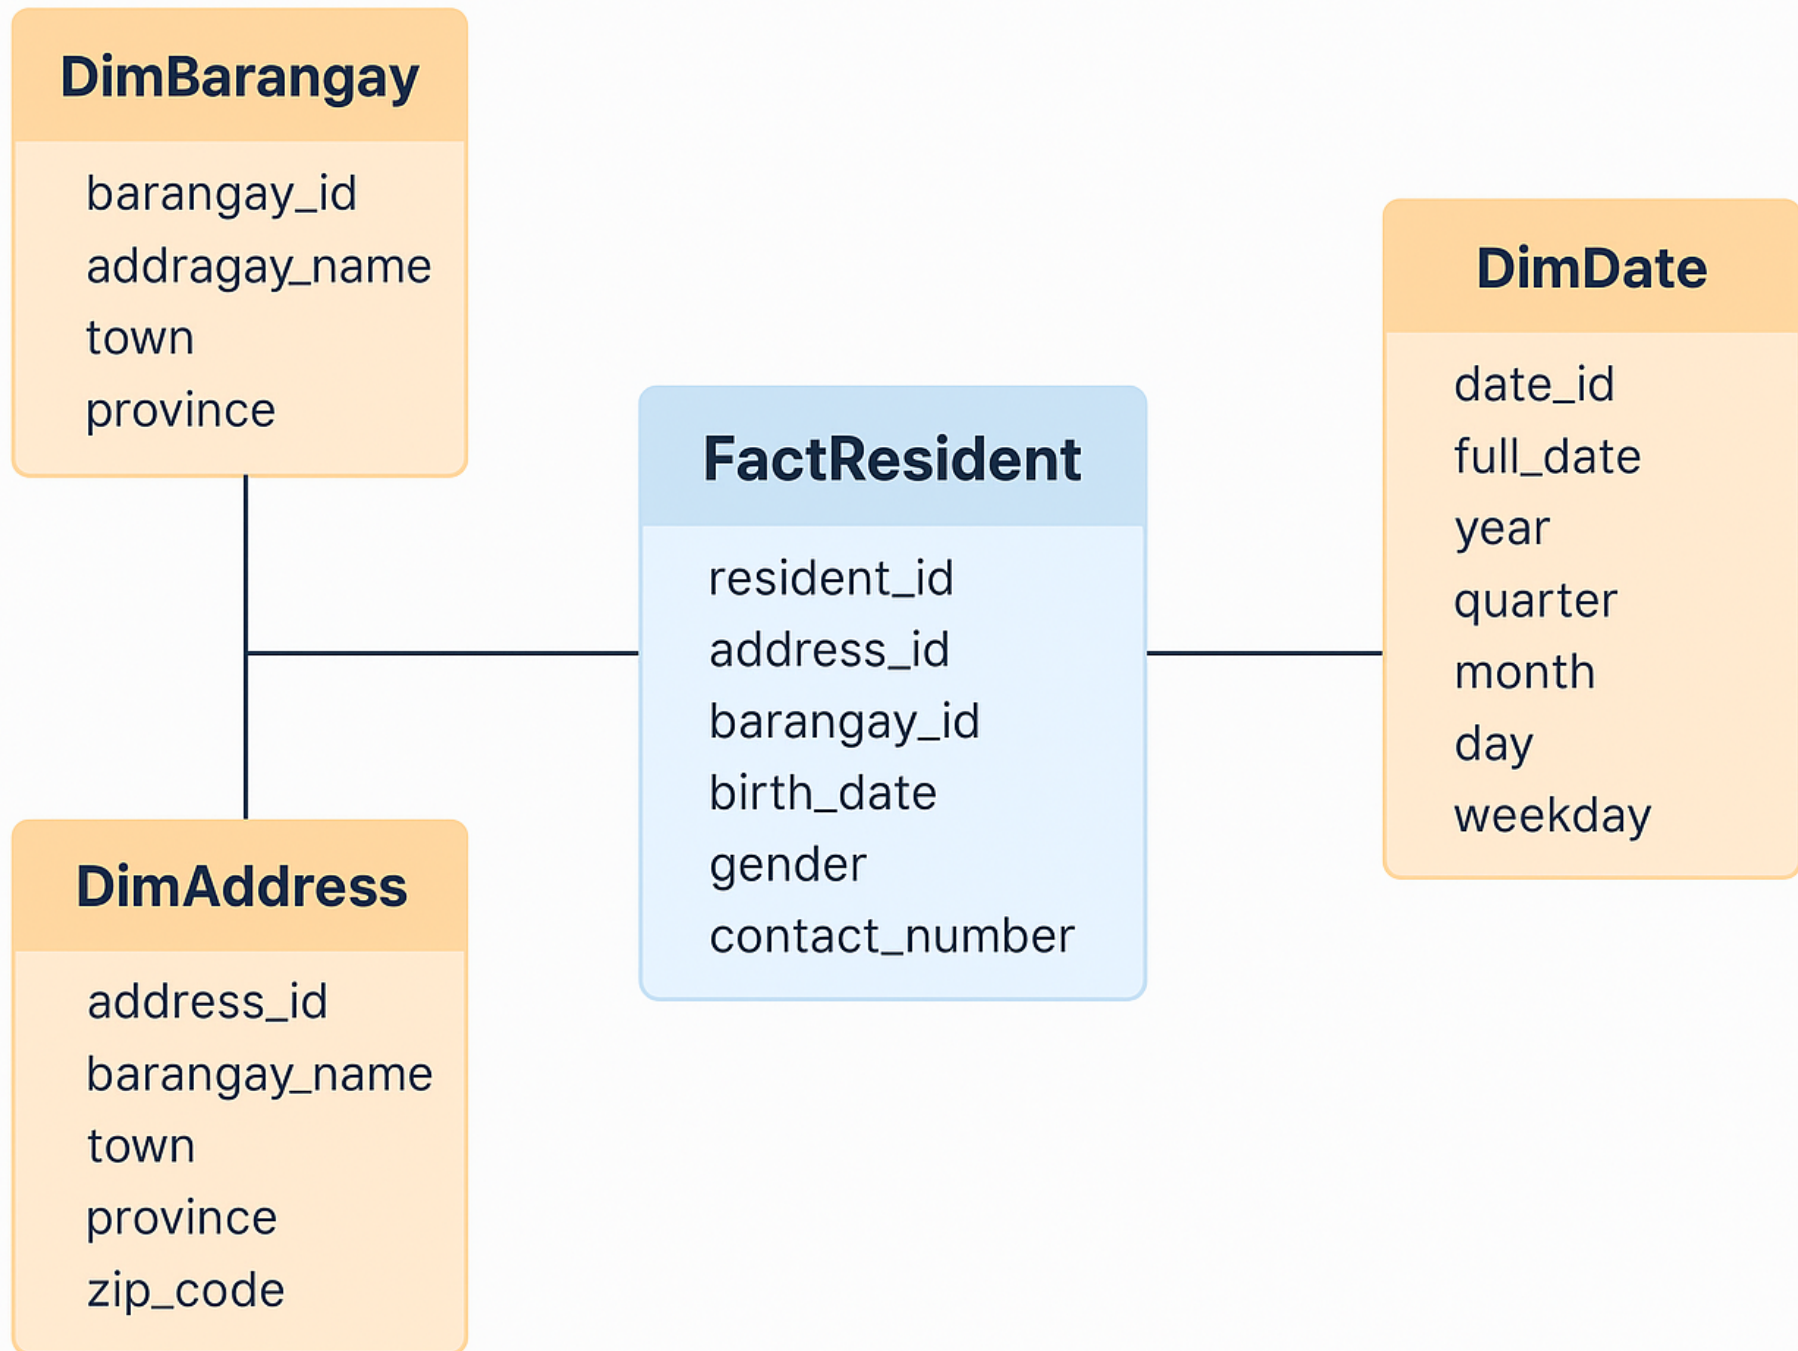 DimBarangay
barangay_id
addragay_name
town
province
DimAddress
address_id
barangay_name
town
province
zip_code
FactResident
resident_id
address_id
barangay_id
birth_date
gender
contact_number
DimDate
date_id
full_date
year
quarter
month
day
weekday